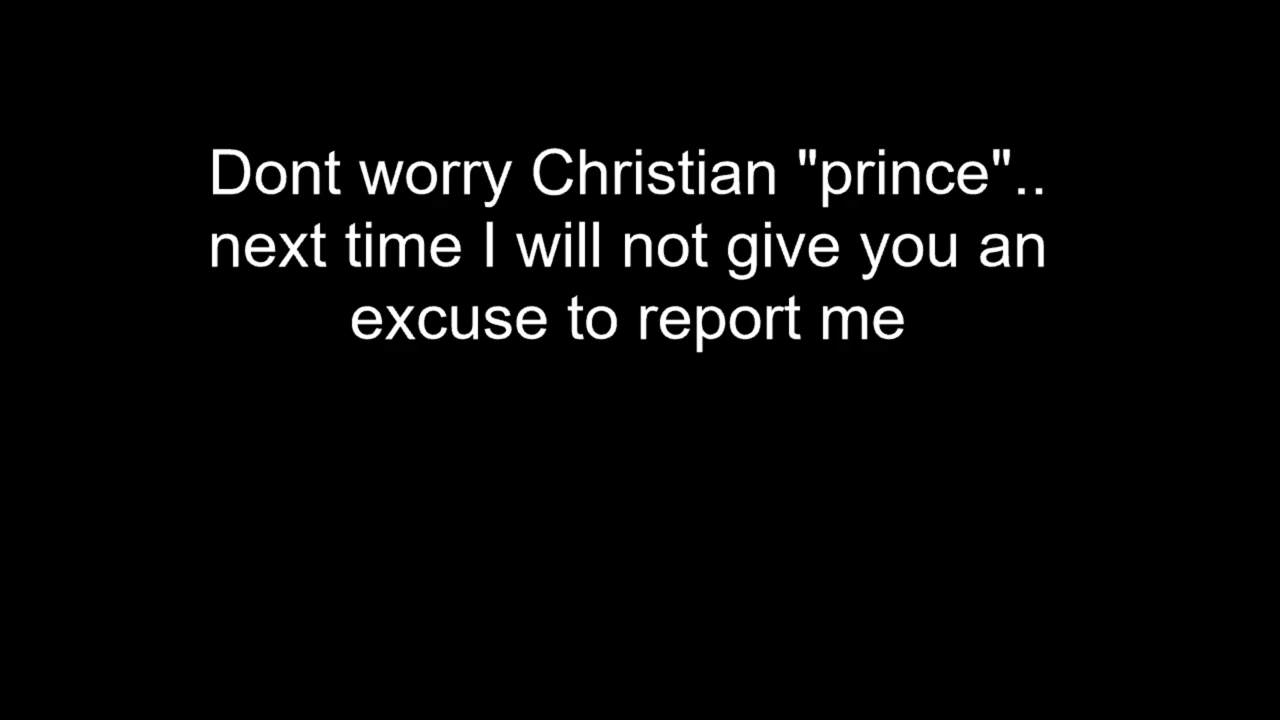 Dont worry Christian "prince"..
next time I will not give you an
excuse to report me